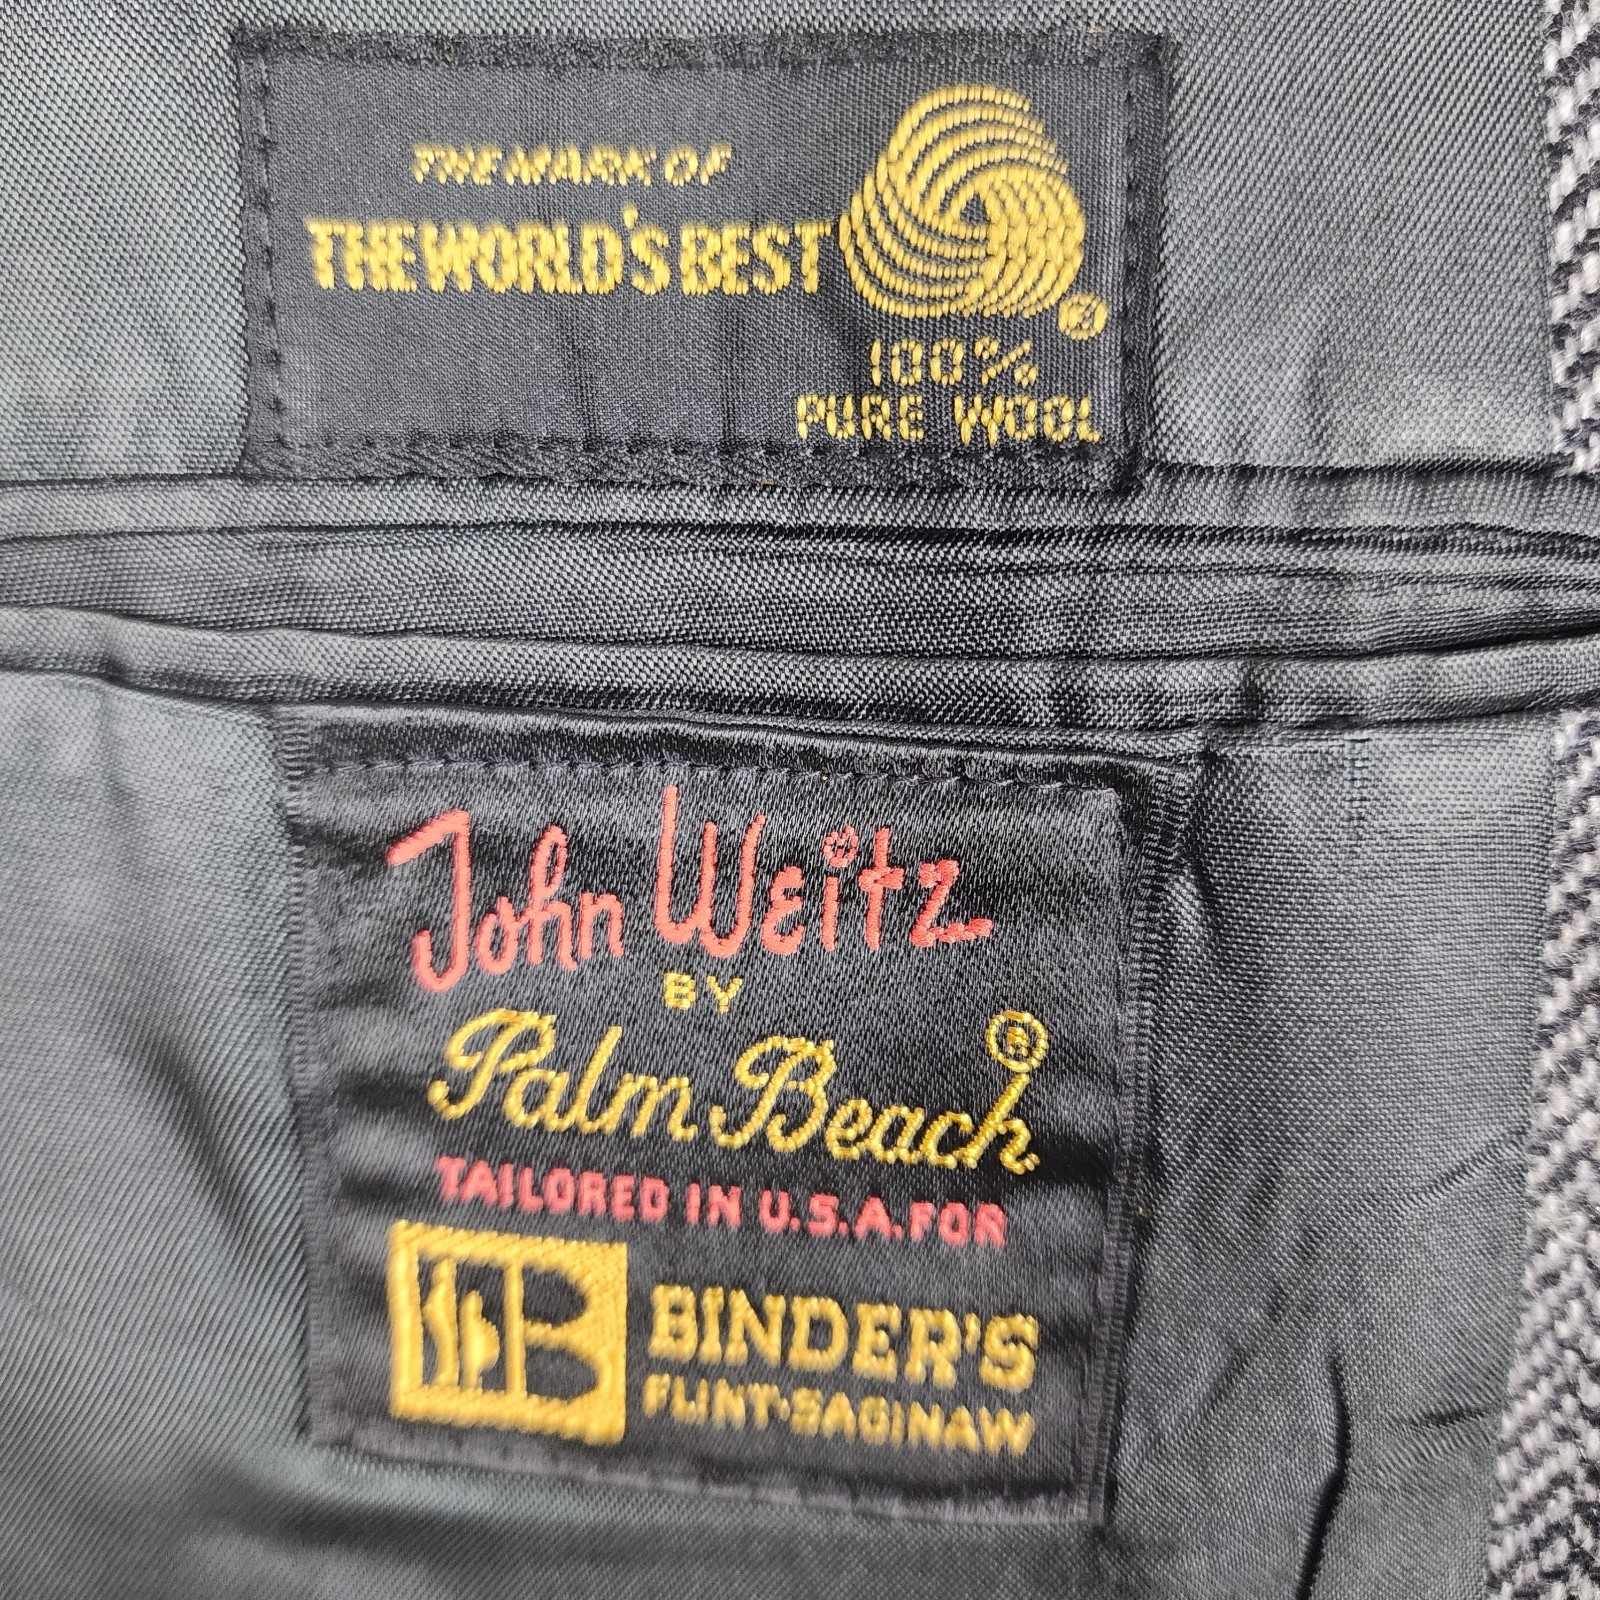 THE MARK OF
THE WORLD'S BEST
®
100%
PURE WOOL
John Weitz
BY
Palm Beach ®
TAILORED IN U.S.A. FOR
B BINDER'S
FLINT·SAGINAW